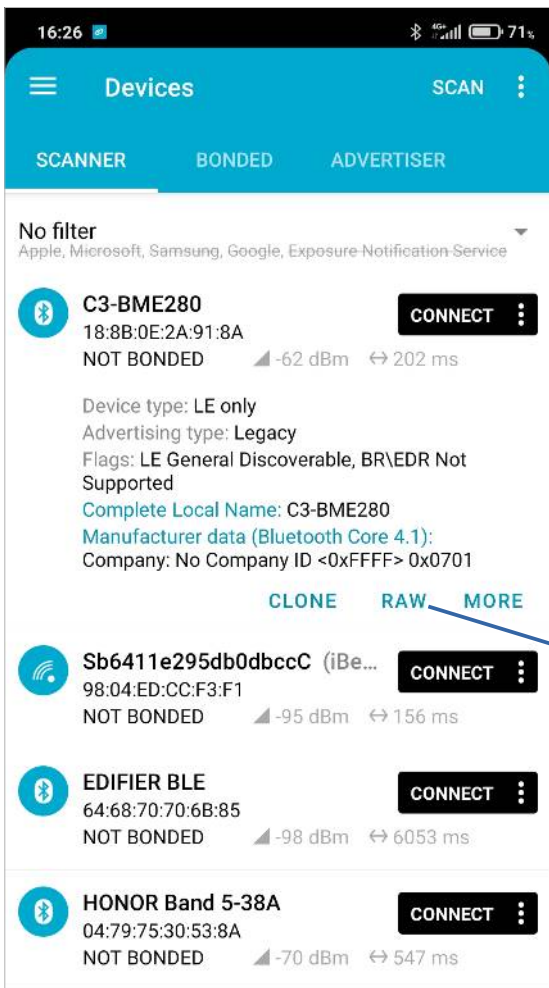 16:26 4G+ 71%
Devices SCAN
SCANNER BONDED ADVERTISER
No filter
Apple, Microsoft, Samsung, Google, Exposure Notification Service
C3-BME280 CONNECT
18:8B:0E:2A:91:8A
NOT BONDED -62 dBm 202 ms
Device type: LE only
Advertising type: Legacy
Flags: LE General Discoverable, BR\EDR Not
Supported
Complete Local Name: C3-BME280
Manufacturer data (Bluetooth Core 4.1):
Company: No Company ID <0xFFFF> 0x0701
CLONE RAW MORE
Sb6411e295db0dbccC (iBe... CONNECT
98:04:ED:CC:F3:F1
NOT BONDED -95 dBm 156 ms
EDIFIER BLE CONNECT
64:68:70:70:6B:85
NOT BONDED -98 dBm 6053 ms
HONOR Band 5-38A CONNECT
04:79:75:30:53:8A
NOT BONDED -70 dBm 547 ms